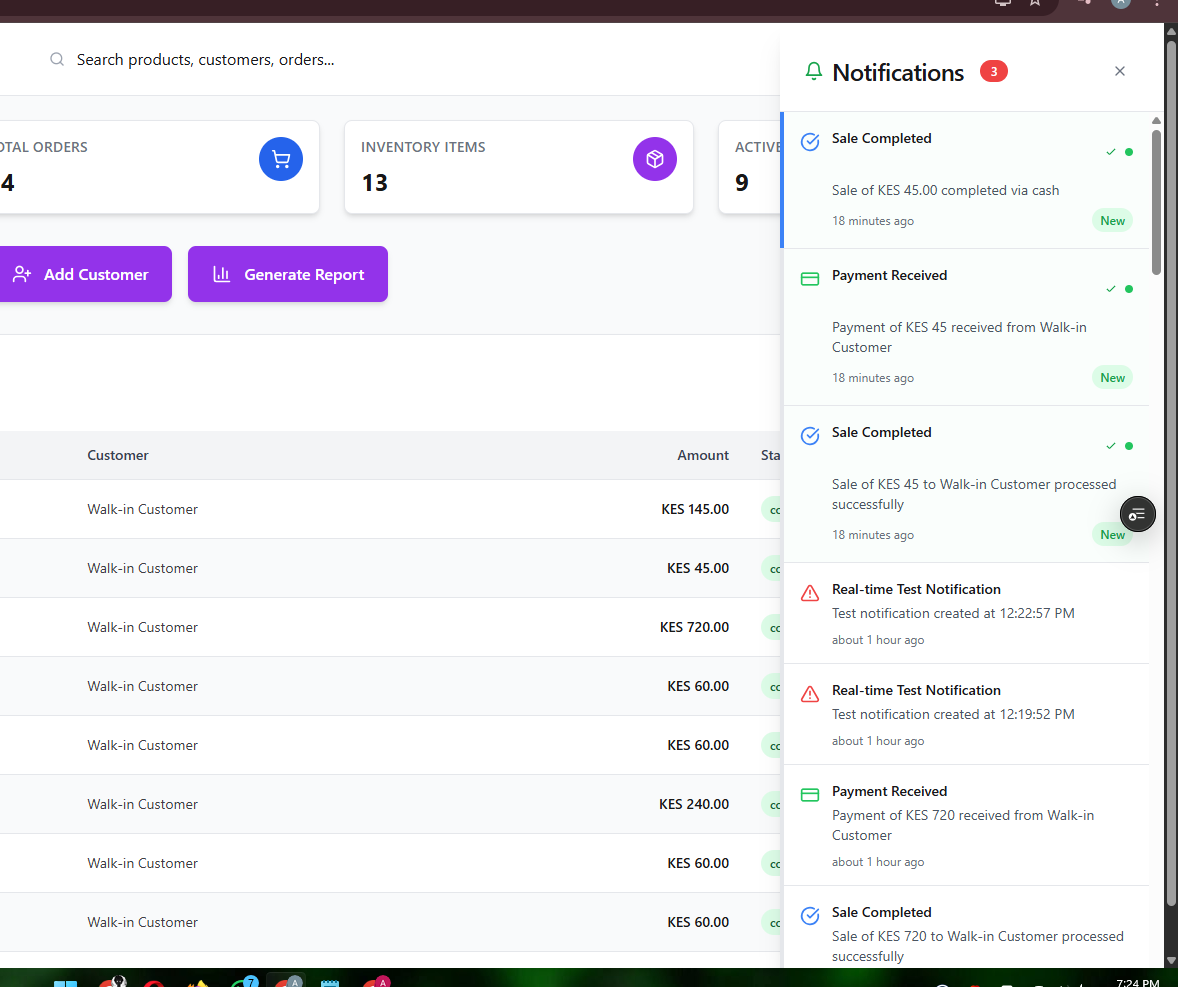 Search products, customers, orders...
Notifications 3
OTAL ORDERS
4
INVENTORY ITEMS
13
ACTIVE
9
Add Customer
Generate Report
Customer Amount Sta
Walk-in Customer KES 145.00 co
Walk-in Customer KES 45.00 co
Walk-in Customer KES 720.00 co
Walk-in Customer KES 60.00 co
Walk-in Customer KES 60.00 co
Walk-in Customer KES 240.00 co
Walk-in Customer KES 60.00 co
Walk-in Customer KES 60.00 co
Sale Completed
Sale of KES 45.00 completed via cash
18 minutes ago New
Payment Received
Payment of KES 45 received from Walk-in
Customer
18 minutes ago New
Sale Completed
Sale of KES 45 to Walk-in Customer processed
successfully
18 minutes ago New
Real-time Test Notification
Test notification created at 12:22:57 PM
about 1 hour ago
Real-time Test Notification
Test notification created at 12:19:52 PM
about 1 hour ago
Payment Received
Payment of KES 720 received from Walk-in
Customer
about 1 hour ago
Sale Completed
Sale of KES 720 to Walk-in Customer processed
successfully
7 A A
7:24 PM